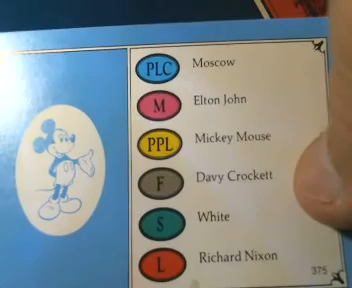 PLC Moscow
M Elton John
PPL Mickey Mouse
F Davy Crockett
S White
L Richard Nixon
375